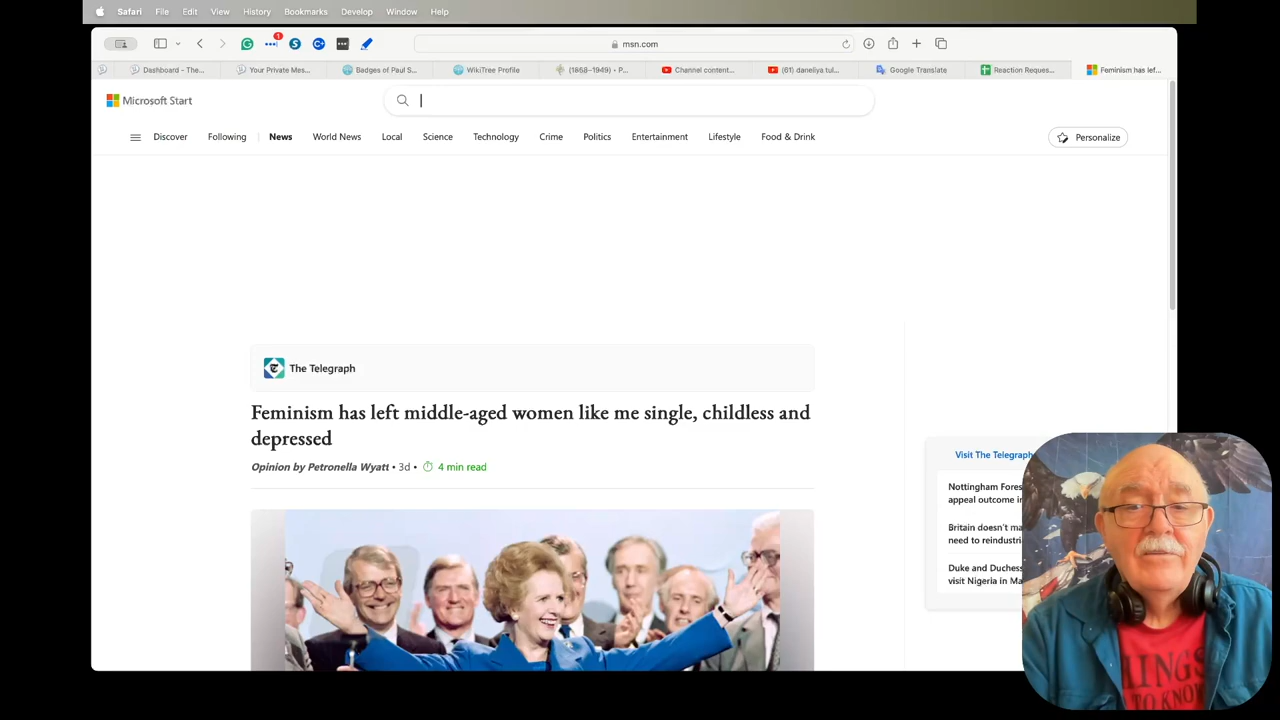 Safari File Edit View History Bookmarks Develop Window Help
1
msn.com
Dashboard - The...
Your Private Mes...
Badges of Paul S...
WikiTree Profile
(1868–1949) • P...
Channel content...
(61) daneliya tul...
Google Translate
Reaction Reques...
Feminism has lef...
Microsoft Start
Discover Following News World News Local Science Technology Crime Politics Entertainment Lifestyle Food & Drink
Personalize
The Telegraph
Feminism has left middle-aged women like me single, childless and
depressed
Opinion by Petronella Wyatt • 3d • 4 min read
Visit The Telegraph
Nottingham Fores
appeal outcome i
Britain doesn't ma
need to reindustri
Duke and Duchess
visit Nigeria in Ma
HINGS
TO KNOW